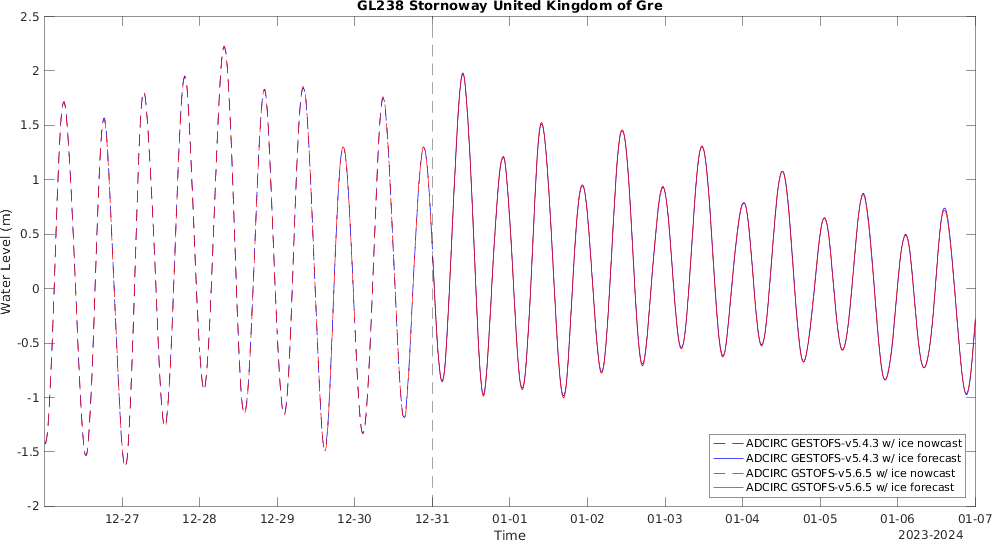 GL238 Stornoway United Kingdom of Gre
2.5
2
1.5
1
0.5
0
-0.5
-1
-1.5
-2
Water Level (m)
12-27 12-28 12-29 12-30 12-31 01-01 01-02 01-03 01-04 01-05 01-06 01-07
Time
2023-2024
ADCIRC GESTOFS-v5.4.3 w/ ice nowcast
ADCIRC GESTOFS-v5.4.3 w/ ice forecast
ADCIRC GSTOFS-v5.6.5 w/ ice nowcast
ADCIRC GSTOFS-v5.6.5 w/ ice forecast